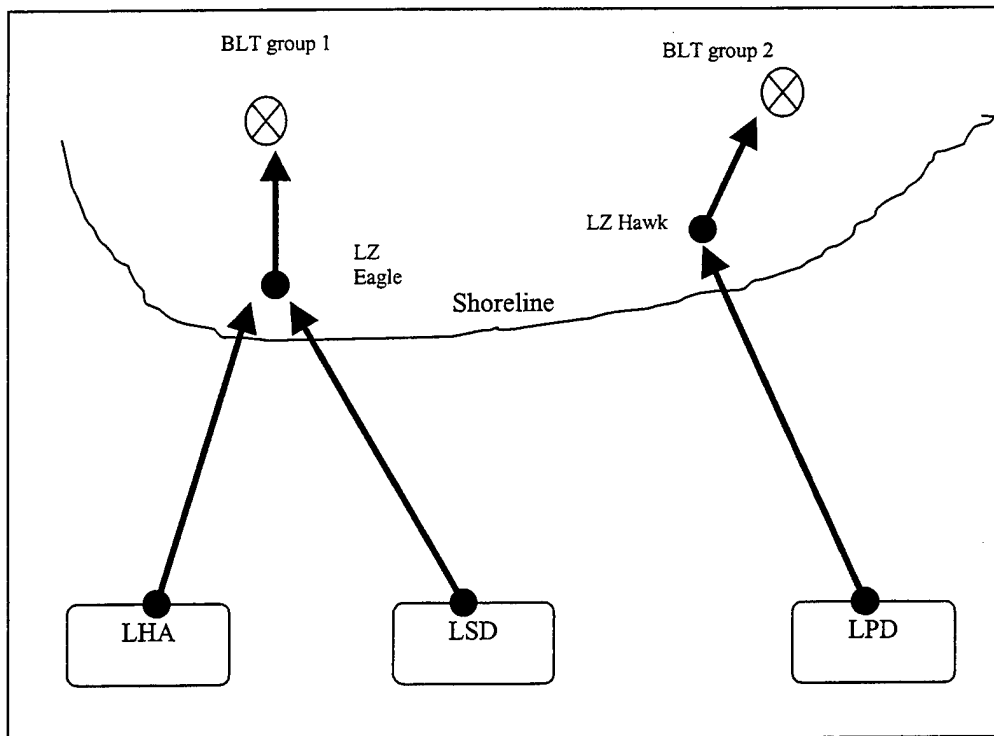 BLT group 1
BLT group 2
LZ Hawk
LZ
Eagle
Shoreline
LHA
LSD
LPD